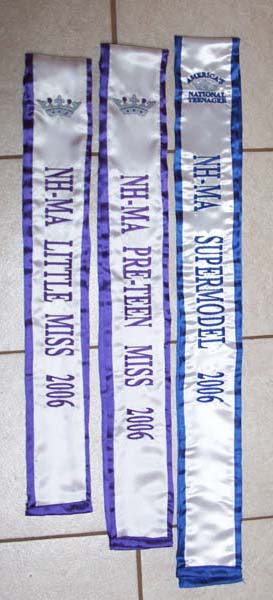 NH-MA LITTLE MISS 2006
NH-MA PRE-TEEN MISS 2006
AMERICA'S
NATIONAL
TEENAGER
NH-MA SUPERMODEL 2006